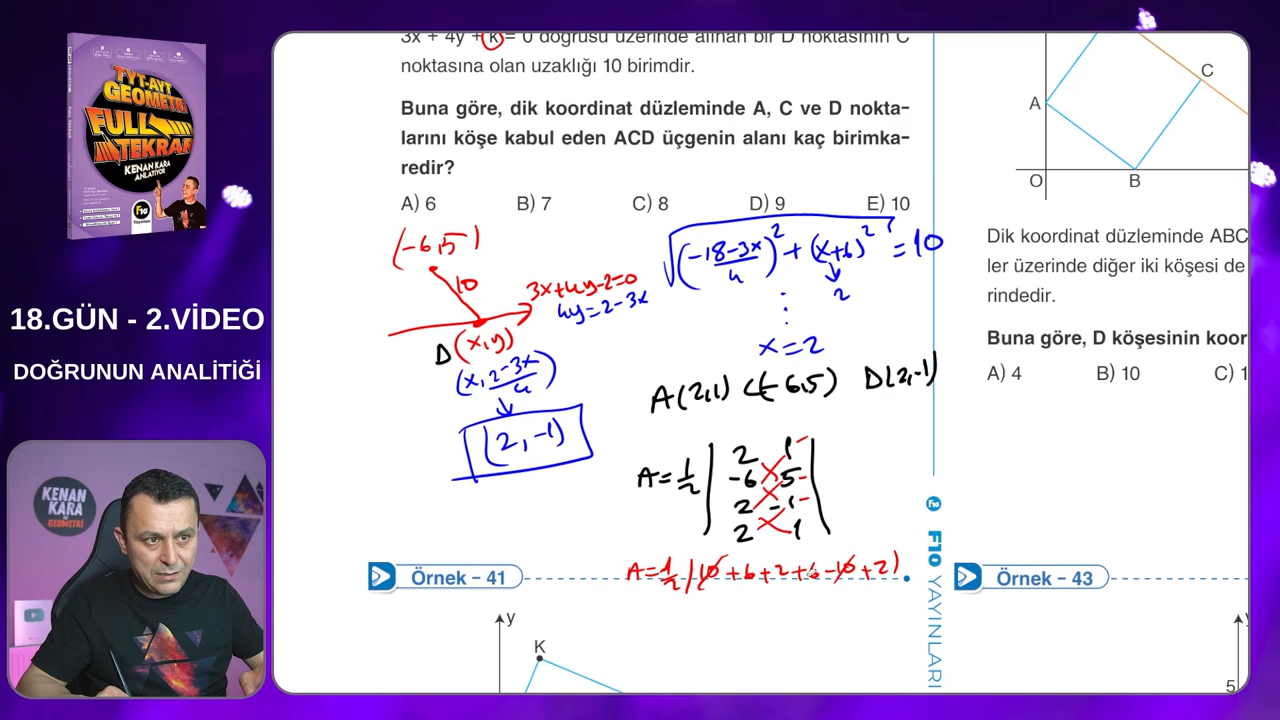 TYT-AYT
GEOMETRİ
FULL
TEKRAR
KENAN KARA
ANLATIYOR
F10
Yayınları
18.GÜN - 2.VİDEO
DOĞRUNUN ANALİTİĞİ
KENAN
KARA
ile
GEOMETRİ
3x + 4y + k = 0 doğrusu üzerinde alınan bir D noktasının C
noktasına olan uzaklığı 10 birimdir.
Buna göre, dik koordinat düzleminde A, C ve D nokta-
larını köşe kabul eden ACD üçgenin alanı kaç birimka-
redir?
A) 6 B) 7 C) 8 D) 9 E) 10
(-6,5)
10
3x+4y-2=0
4y=2-3x
D (x,y)
(x, 2-3x/4)
(2,-1)
√((-18-3x/4)² + (x+6)²) = 10
2
x=2
A(2,1) C(-6,5) D(2,-1)
A = 1/2 | 2 1
-6 5
2 -1
2 1 |
A = 1/2 |10+6+2+6-10+2|
Örnek - 41
y
K
F10 YAYINLARI
A
C
O
B
Dik koordinat düzleminde ABC
ler üzerinde diğer iki köşesi de
rindedir.
Buna göre, D köşesinin koor
A) 4 B) 10 C) 1
Örnek - 43
y
5